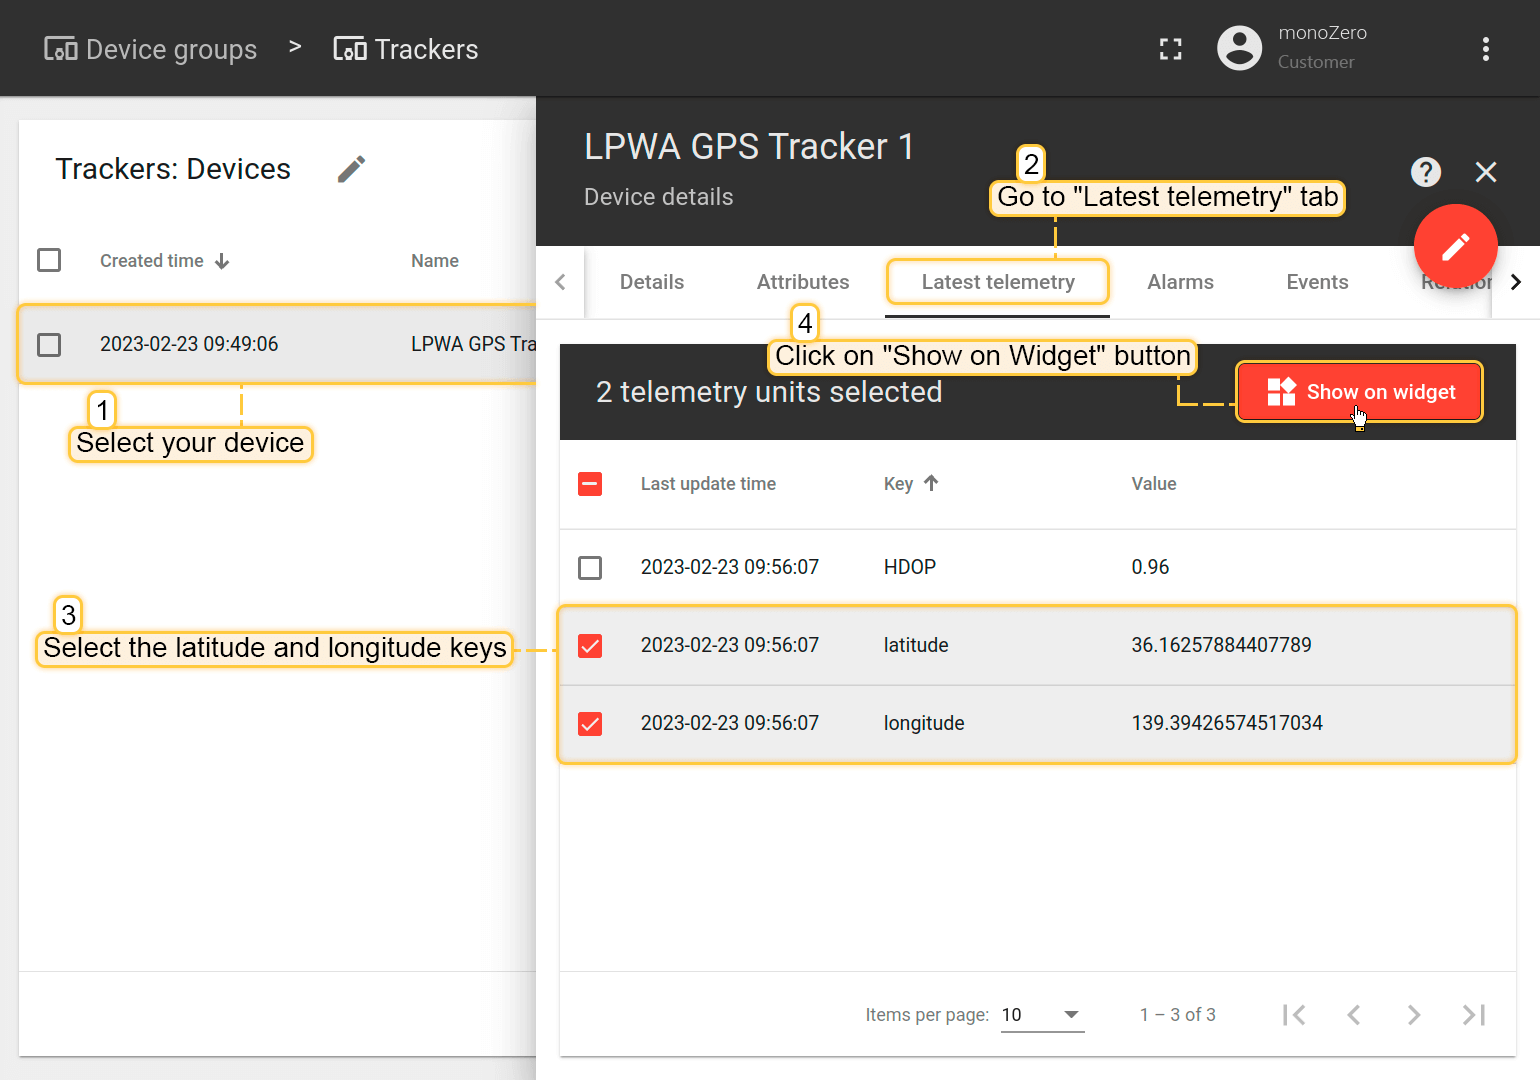 Device groups > Trackers
monoZero
Customer
Trackers: Devices
Created time Name
2023-02-23 09:49:06 LPWA GPS Tra
1
Select your device
3
Select the latitude and longitude keys
LPWA GPS Tracker 1
Device details
2
Go to "Latest telemetry" tab
Details Attributes Latest telemetry Alarms Events Relation
4
Click on "Show on Widget" button
2 telemetry units selected
Show on widget
Last update time Key Value
2023-02-23 09:56:07 HDOP 0.96
2023-02-23 09:56:07 latitude 36.16257884407789
2023-02-23 09:56:07 longitude 139.39426574517034
Items per page: 10 1 – 3 of 3